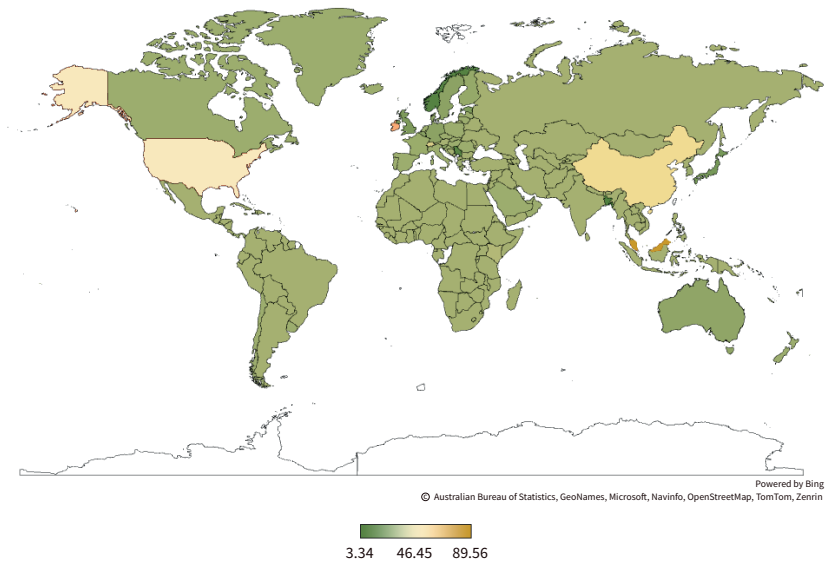 Powered by Bing
© Australian Bureau of Statistics, GeoNames, Microsoft, Navinfo, OpenStreetMap, TomTom, Zenrin
3.34 46.45 89.56